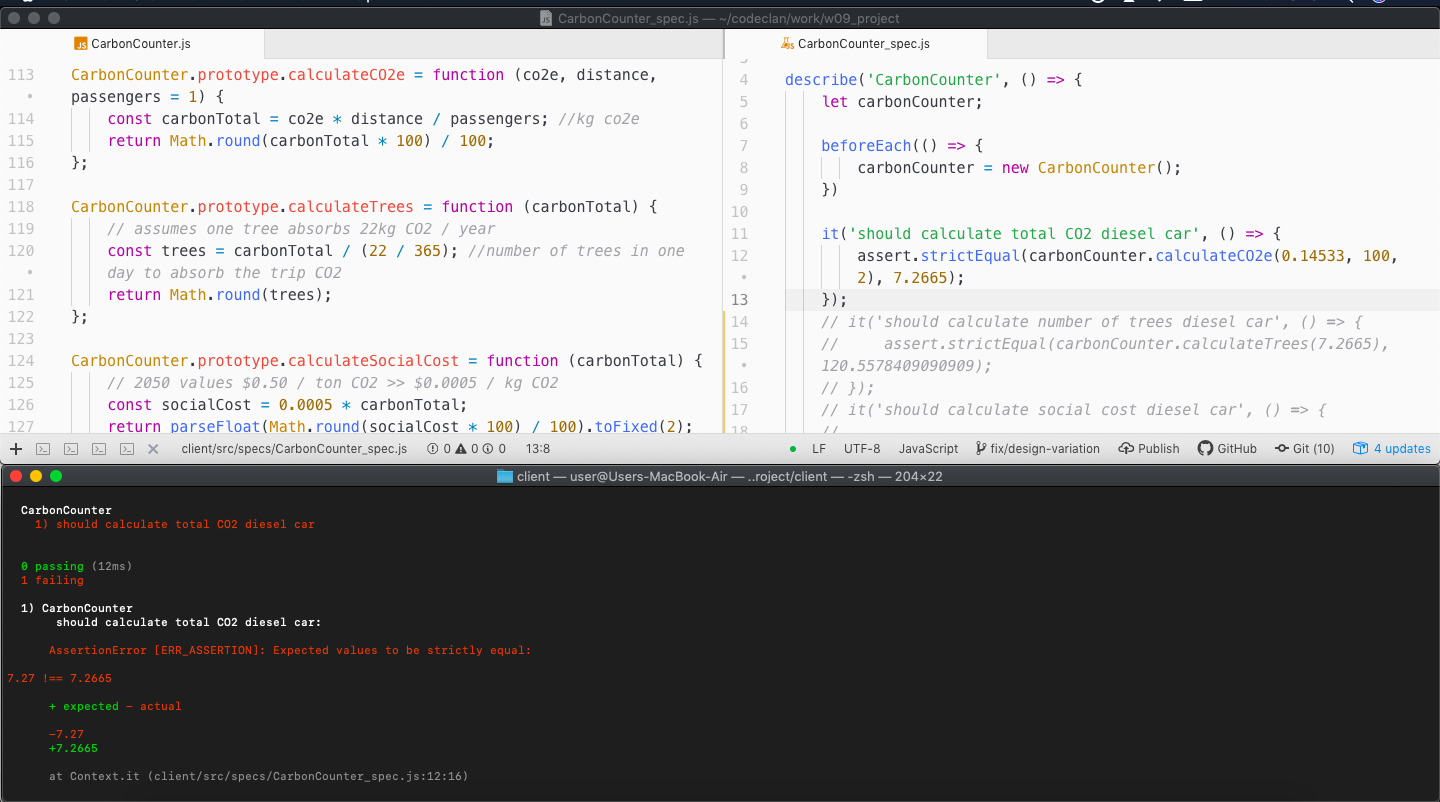 CarbonCounter_spec.js — ~/codeclan/work/w09_project
CarbonCounter.js
113 CarbonCounter.prototype.calculateCO2e = function (co2e, distance,
• passengers = 1) {
114 const carbonTotal = co2e * distance / passengers; //kg co2e
115 return Math.round(carbonTotal * 100) / 100;
116 };
117
118 CarbonCounter.prototype.calculateTrees = function (carbonTotal) {
119 // assumes one tree absorbs 22kg CO2 / year
120 const trees = carbonTotal / (22 / 365); //number of trees in one
• day to absorb the trip CO2
121 return Math.round(trees);
122 };
123
124 CarbonCounter.prototype.calculateSocialCost = function (carbonTotal) {
125 // 2050 values $0.50 / ton CO2 >> $0.0005 / kg CO2
126 const socialCost = 0.0005 * carbonTotal;
127 return parseFloat(Math.round(socialCost * 100) / 100).toFixed(2);
CarbonCounter_spec.js
3
4 describe('CarbonCounter', () => {
5 let carbonCounter;
6
7 beforeEach(() => {
8 carbonCounter = new CarbonCounter();
9 })
10
11 it('should calculate total CO2 diesel car', () => {
12 assert.strictEqual(carbonCounter.calculateCO2e(0.14533, 100,
• 2), 7.2665);
13 });
14 // it('should calculate number of trees diesel car', () => {
15 // assert.strictEqual(carbonCounter.calculateTrees(7.2665),
• 120.5578409090909);
16 // });
17 // it('should calculate social cost diesel car', () => {
18 //
client/src/specs/CarbonCounter_spec.js 0 0 0 13:8
LF UTF-8 JavaScript fix/design-variation Publish GitHub Git (10) 4 updates
client — user@Users-MacBook-Air — ..roject/client — -zsh — 204×22
CarbonCounter
1) should calculate total CO2 diesel car
0 passing (12ms)
1 failing
1) CarbonCounter
should calculate total CO2 diesel car:
AssertionError [ERR_ASSERTION]: Expected values to be strictly equal:
7.27 !== 7.2665
+ expected - actual
-7.27
+7.2665
at Context.it (client/src/specs/CarbonCounter_spec.js:12:16)